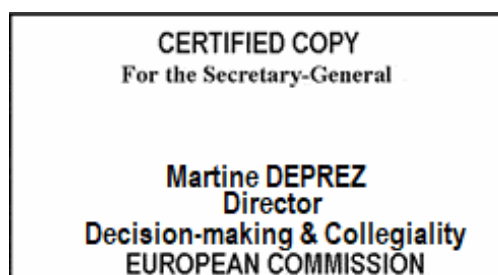 CERTIFIED COPY
For the Secretary-General
Martine DEPREZ
Director
Decision-making & Collegiality
EUROPEAN COMMISSION